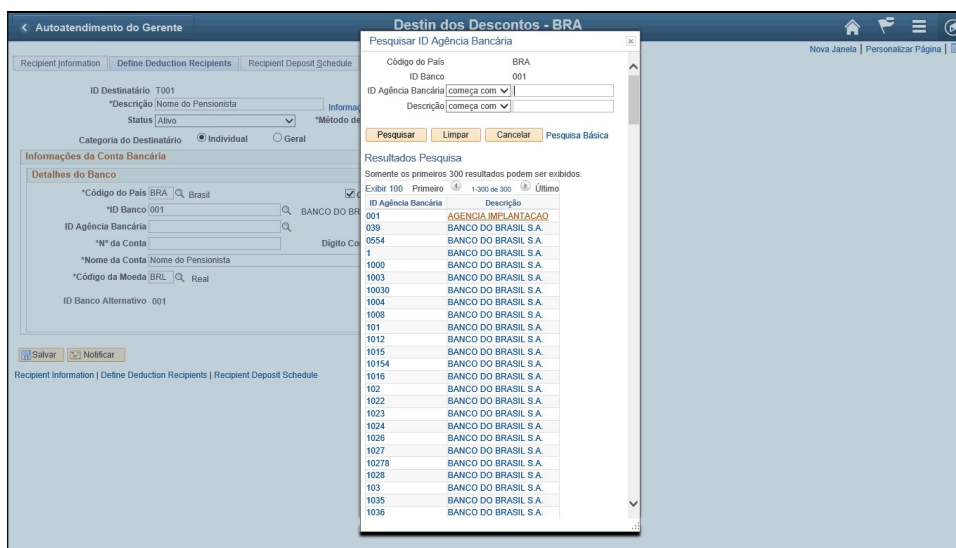 Autoatendimento do Gerente
Destin dos Descontos - BRA
Nova Janela | Personalizar Página |
Recipient Information
Define Deduction Recipients
Recipient Deposit Schedule
ID Destinatário T001
*Descrição Nome do Pensionista
Status Ativo
*Método de
Categoria do Destinatário Individual Geral
Informações da Conta Bancária
Detalhes do Banco
*Código do País BRA Brasil
*ID Banco 001 BANCO DO BR
ID Agência Bancária
*Nº da Conta
Dígito Co
*Nome da Conta Nome do Pensionista
*Código da Moeda BRL Real
ID Banco Alternativo 001
Salvar Notificar
Recipient Information | Define Deduction Recipients | Recipient Deposit Schedule
Pesquisar ID Agência Bancária
Código do País BRA
ID Banco 001
ID Agência Bancária começa com
Descrição começa com
Pesquisar Limpar Cancelar Pesquisa Básica
Resultados Pesquisa
Somente os primeiros 300 resultados podem ser exibidos.
Exibir 100 Primeiro 1-300 de 300 Último
ID Agência Bancária Descrição
001 AGENCIA IMPLANTACAO
039 BANCO DO BRASIL S.A.
0554 BANCO DO BRASIL S.A.
1 BANCO DO BRASIL S.A.
1000 BANCO DO BRASIL S.A.
1003 BANCO DO BRASIL S.A.
10030 BANCO DO BRASIL S.A.
1004 BANCO DO BRASIL S.A.
1008 BANCO DO BRASIL S.A.
101 BANCO DO BRASIL S.A.
1012 BANCO DO BRASIL S.A.
1015 BANCO DO BRASIL S.A.
10154 BANCO DO BRASIL S.A.
1016 BANCO DO BRASIL S.A.
102 BANCO DO BRASIL S.A.
1022 BANCO DO BRASIL S.A.
1023 BANCO DO BRASIL S.A.
1024 BANCO DO BRASIL S.A.
1026 BANCO DO BRASIL S.A.
1027 BANCO DO BRASIL S.A.
10278 BANCO DO BRASIL S.A.
1028 BANCO DO BRASIL S.A.
103 BANCO DO BRASIL S.A.
1035 BANCO DO BRASIL S.A.
1036 BANCO DO BRASIL S.A.